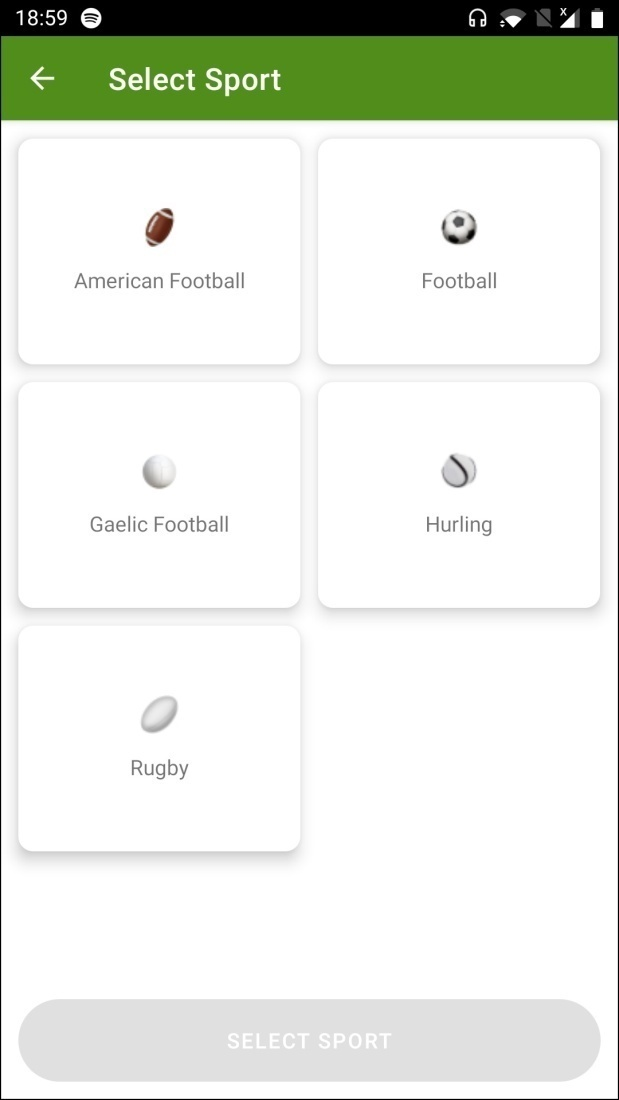 18:59
Select Sport
American Football
Football
Gaelic Football
Hurling
Rugby
SELECT SPORT